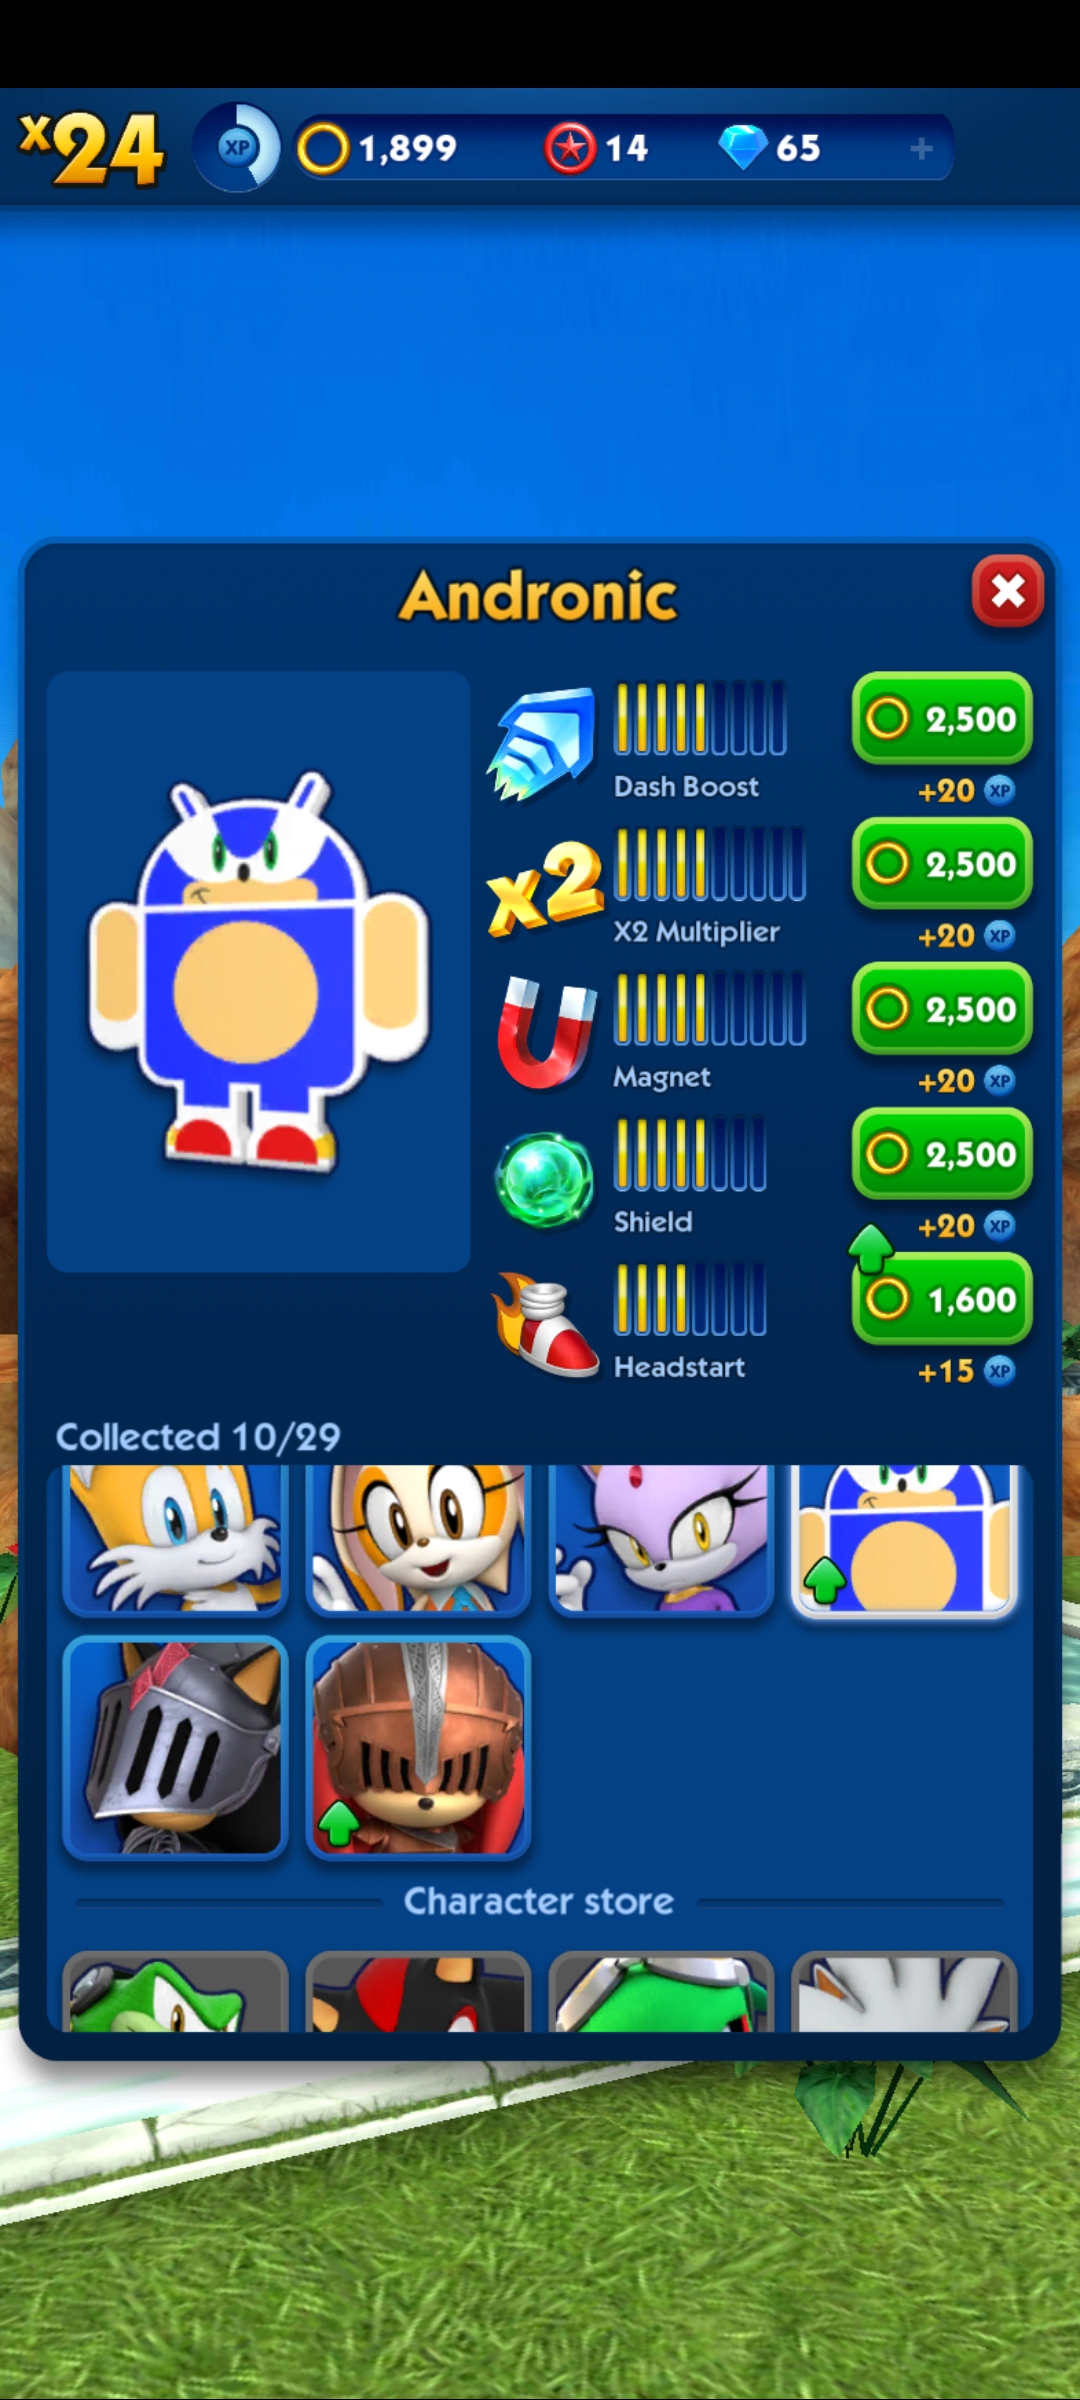 x24 XP 1,899 14 65 +
Andronic
2,500
Dash Boost
+20 XP
x2
2,500
X2 Multiplier
+20 XP
2,500
Magnet
+20 XP
2,500
Shield
+20 XP
1,600
Headstart
+15 XP
Collected 10/29
Character store